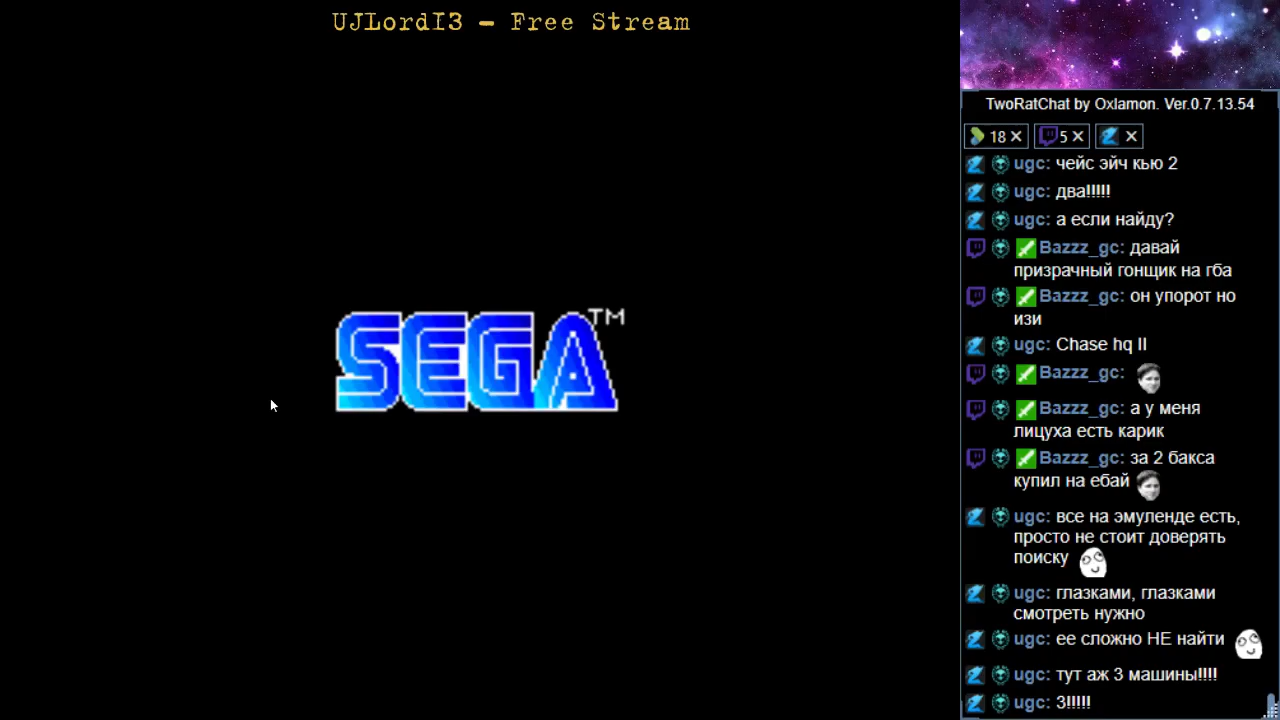 UJLord13 – Free Stream
SEGA™
TwoRatChat by Oxlamon. Ver.0.7.13.54
18 5
ugc: чейс эйч кью 2
ugc: два!!!!!
ugc: а если найду?
Bazzz_gc: давай
призрачный гонщик на гба
Bazzz_gc: он упорот но
изи
ugc: Chase hq II
Bazzz_gc:
Bazzz_gc: а у меня
лицуха есть карик
Bazzz_gc: за 2 бакса
купил на ебай
ugc: все на эмуленде есть,
просто не стоит доверять
поиску
ugc: глазками, глазками
смотреть нужно
ugc: ее сложно НЕ найти
ugc: тут аж 3 машины!!!!
ugc: 3!!!!!